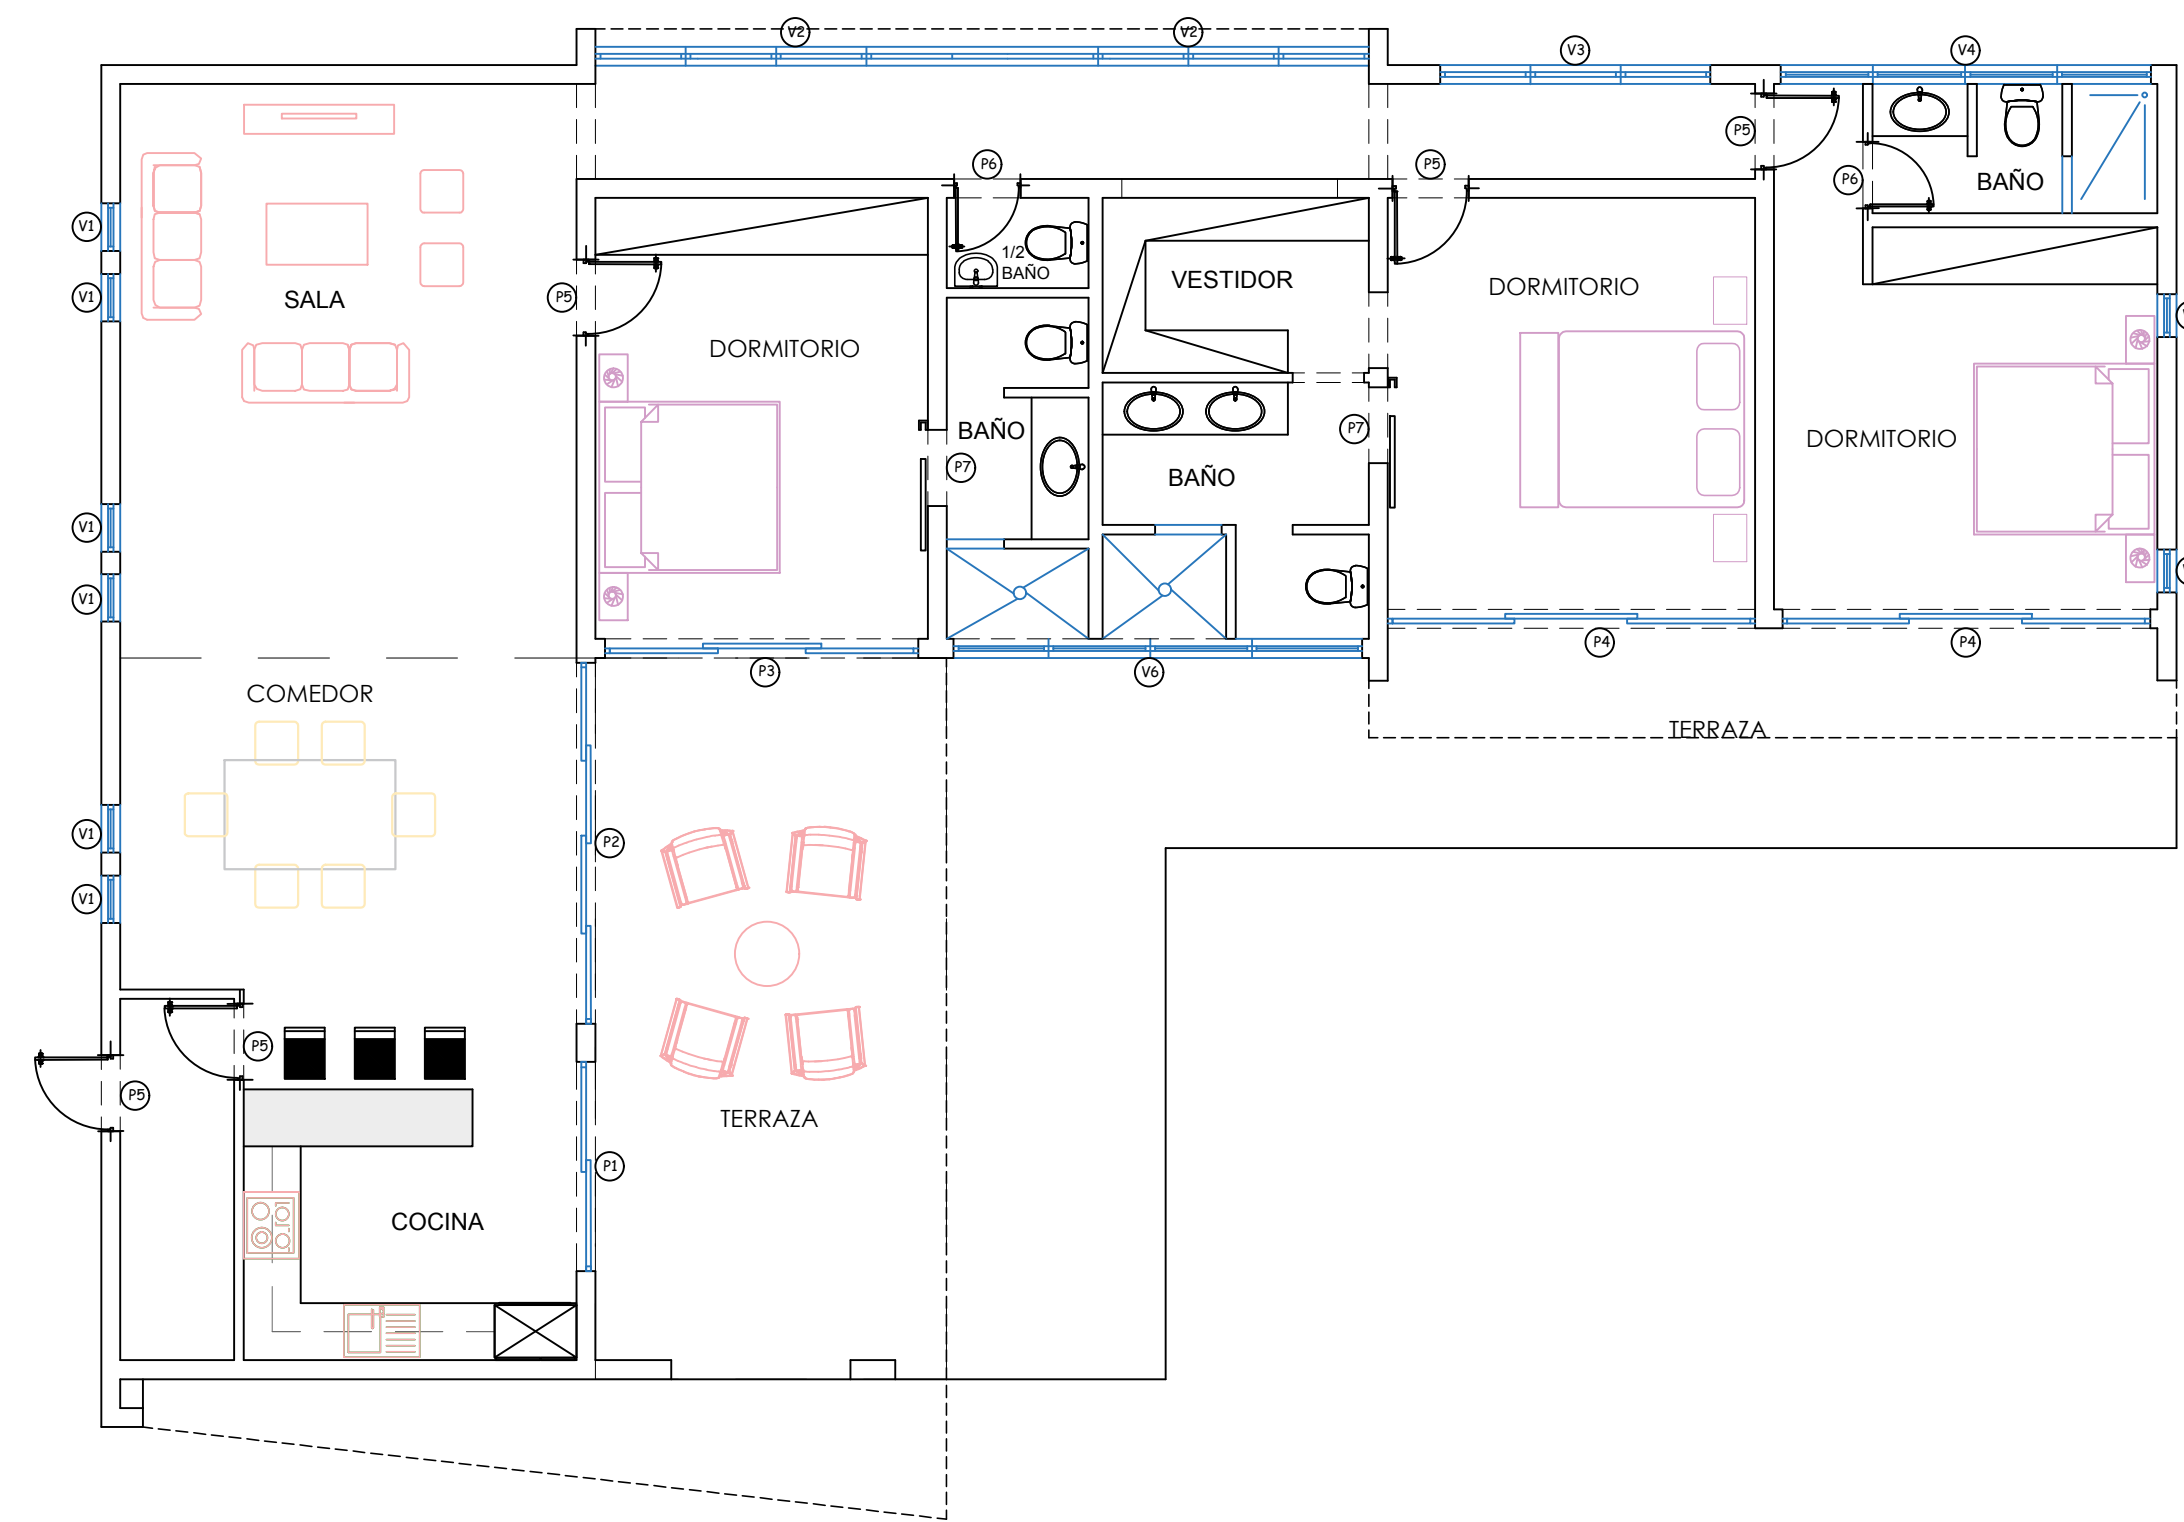 V2
V2
V3
V4
P5
P6
P5
P6
BAÑO
V1
1/2
BAÑO
VESTIDOR
DORMITORIO
V1
SALA
P5
DORMITORIO
BAÑO
P7
DORMITORIO
P7
BAÑO
V1
V1
P3
V6
P4
P4
COMEDOR
TERRAZA
V1
P2
V1
P5
P5
TERRAZA
P1
COCINA